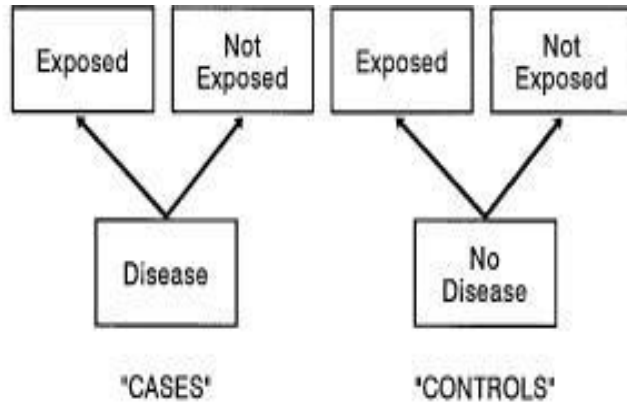 Exposed
Not
Exposed
Exposed
Not
Exposed
Disease
No
Disease
"CASES"
"CONTROLS"